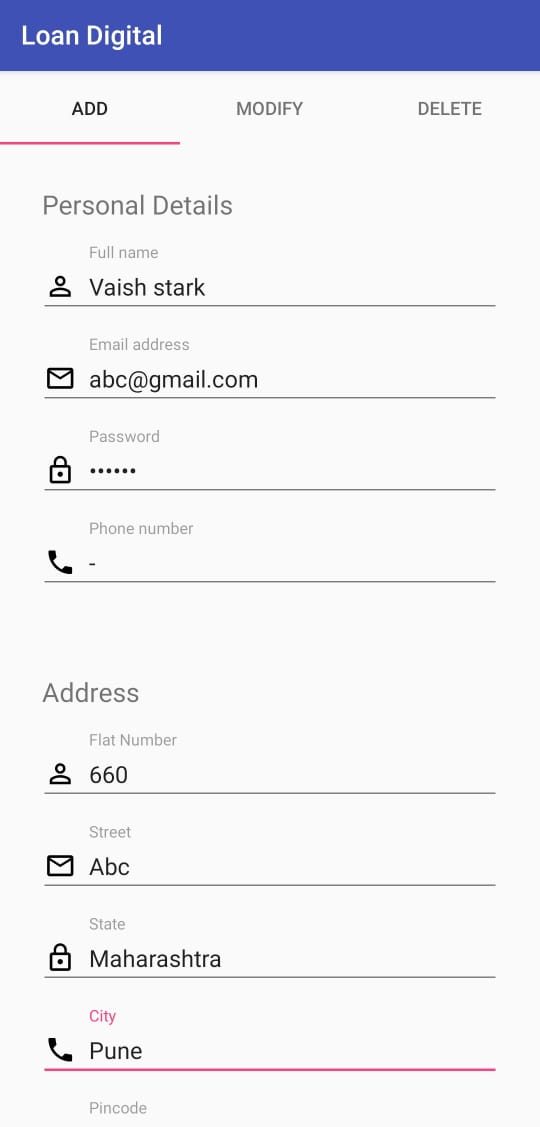 Loan Digital
ADD MODIFY DELETE
Personal Details
Full name
Vaish stark
Email address
abc@gmail.com
Password
••••••
Phone number
-
Address
Flat Number
660
Street
Abc
State
Maharashtra
City
Pune
Pincode